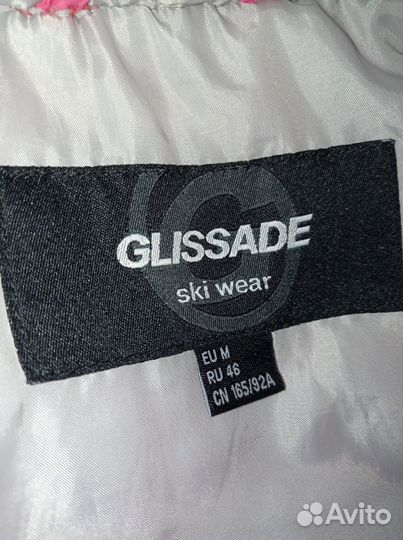 GLISSADE
ski wear
EU M
RU 46
CN 165/92A
Avito